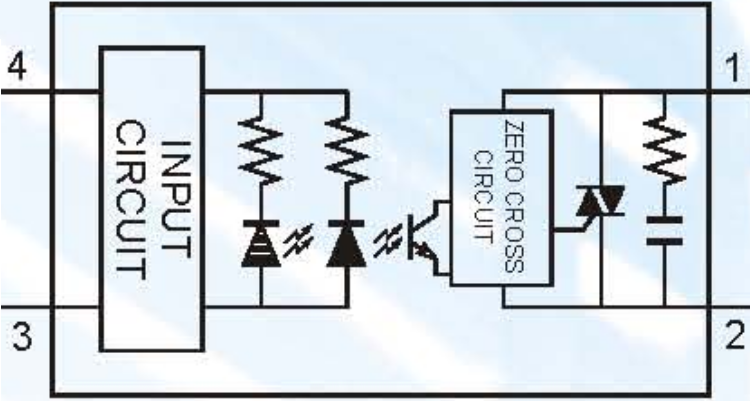 4
3
INPUT
CIRCUIT
ZERO CROSS
CIRCUIT
1
2